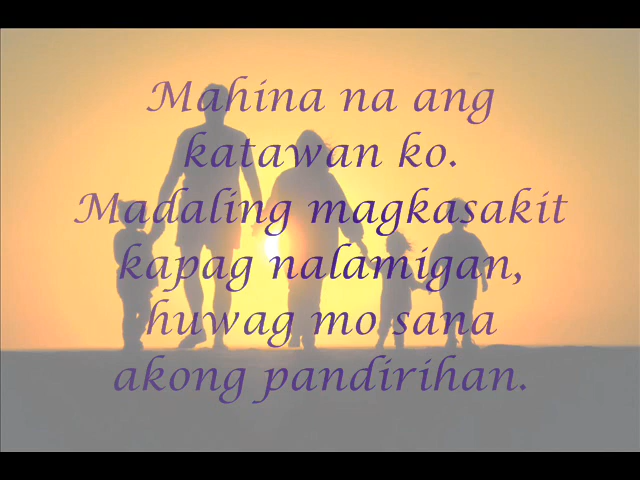 Mahina na ang
katawan ko.
Madaling magkasakit
kapag nalamigan,
huwag mo sana
akong pandirihan.